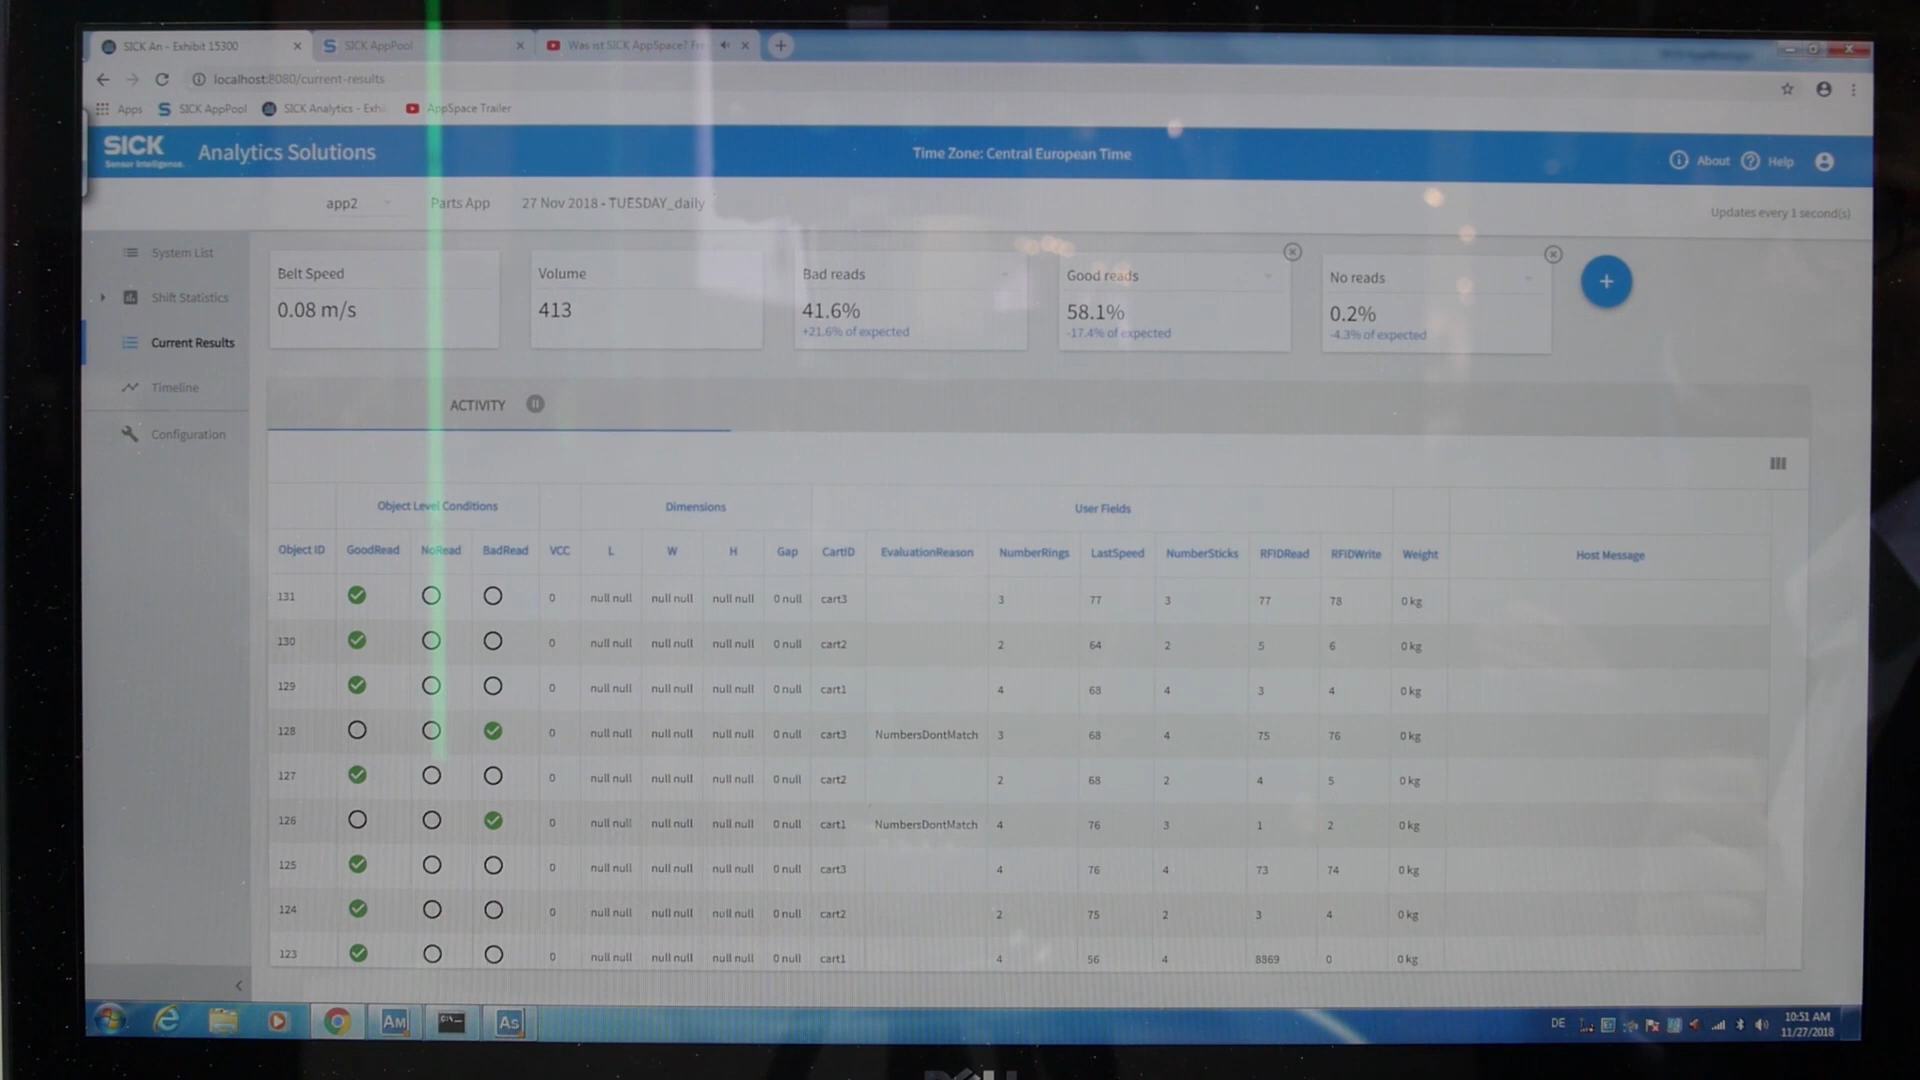 SICK An - Exhibit 15300
SICK AppPool
Was ist SICK AppSpace? Fr
localhost:8080/current-results
Apps
SICK AppPool
SICK Analytics - Exhi
AppSpace Trailer
SICK
Sensor Intelligence.
Analytics Solutions
Time Zone: Central European Time
About
Help
app2
Parts App
27 Nov 2018 - TUESDAY_daily
Updates every 1 second(s)
System List
Shift Statistics
Current Results
Timeline
Configuration
Belt Speed
0.08 m/s
Volume
413
Bad reads
41.6%
+21.6% of expected
Good reads
58.1%
-17.4% of expected
No reads
0.2%
-4.3% of expected
ACTIVITY
Object Level Conditions Dimensions User Fields
Object ID GoodRead NoRead BadRead VCC L W H Gap CartID EvaluationReason NumberRings LastSpeed NumberSticks RFIDRead RFIDWrite Weight Host Message
131 0 null null null null null null 0 null cart3 3 77 3 77 78 0 kg
130 0 null null null null null null 0 null cart2 2 64 2 5 6 0 kg
129 0 null null null null null null 0 null cart1 4 68 4 3 4 0 kg
128 0 null null null null null null 0 null cart3 NumbersDontMatch 3 68 4 75 76 0 kg
127 0 null null null null null null 0 null cart2 2 68 2 4 5 0 kg
126 0 null null null null null null 0 null cart1 NumbersDontMatch 4 76 3 1 2 0 kg
125 0 null null null null null null 0 null cart3 4 76 4 73 74 0 kg
124 0 null null null null null null 0 null cart2 2 75 2 3 4 0 kg
123 0 null null null null null null 0 null cart1 4 56 4 8869 0 0 kg
AM
As
DE
10:51 AM
11/27/2018
DELL